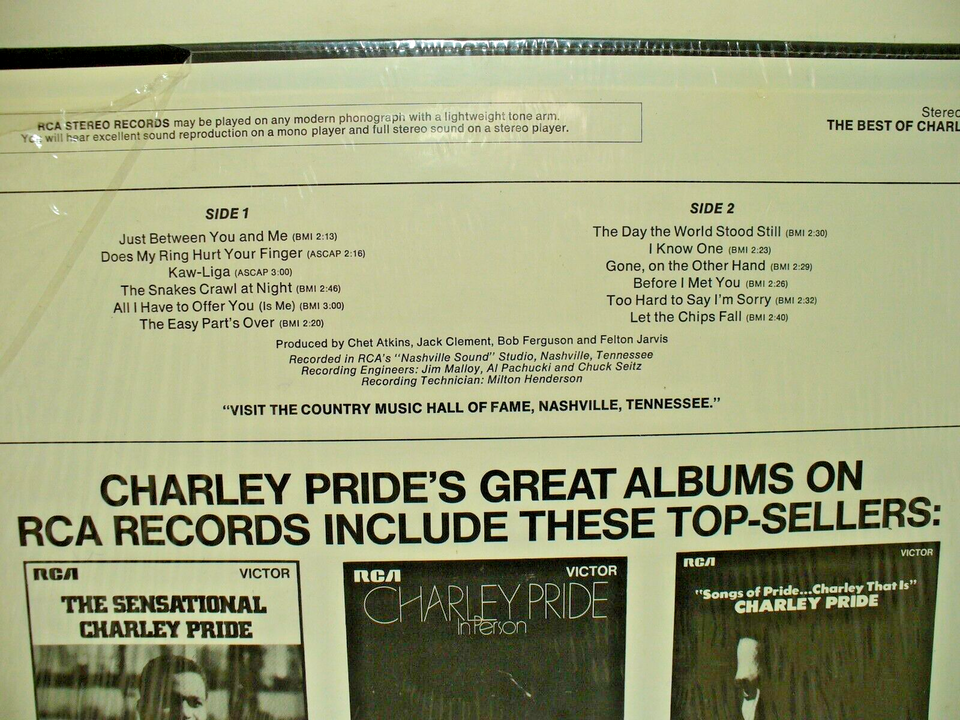 RCA STEREO RECORDS may be played on any modern phonograph with a lightweight tone arm.
You will hear excellent sound reproduction on a mono player and full stereo sound on a stereo player.
Stereo
THE BEST OF CHARL
SIDE 1
Just Between You and Me (BMI 2:13)
Does My Ring Hurt Your Finger (ASCAP 2:16)
Kaw-Liga (ASCAP 3:00)
The Snakes Crawl at Night (BMI 2:46)
All I Have to Offer You (Is Me) (BMI 3:00)
The Easy Part's Over (BMI 2:20)
SIDE 2
The Day the World Stood Still (BMI 2:30)
I Know One (BMI 2:23)
Gone, on the Other Hand (BMI 2:29)
Before I Met You (BMI 2:26)
Too Hard to Say I'm Sorry (BMI 2:32)
Let the Chips Fall (BMI 2:40)
Produced by Chet Atkins, Jack Clement, Bob Ferguson and Felton Jarvis
Recorded in RCA's "Nashville Sound" Studio, Nashville, Tennessee
Recording Engineers: Jim Malloy, Al Pachucki and Chuck Seitz
Recording Technician: Milton Henderson
"VISIT THE COUNTRY MUSIC HALL OF FAME, NASHVILLE, TENNESSEE."
CHARLEY PRIDE'S GREAT ALBUMS ON
RCA RECORDS INCLUDE THESE TOP-SELLERS:
RCA VICTOR
THE SENSATIONAL
CHARLEY PRIDE
RCA VICTOR
CHARLEY PRIDE
In Person
RCA VICTOR
"Songs of Pride...Charley That Is"
CHARLEY PRIDE